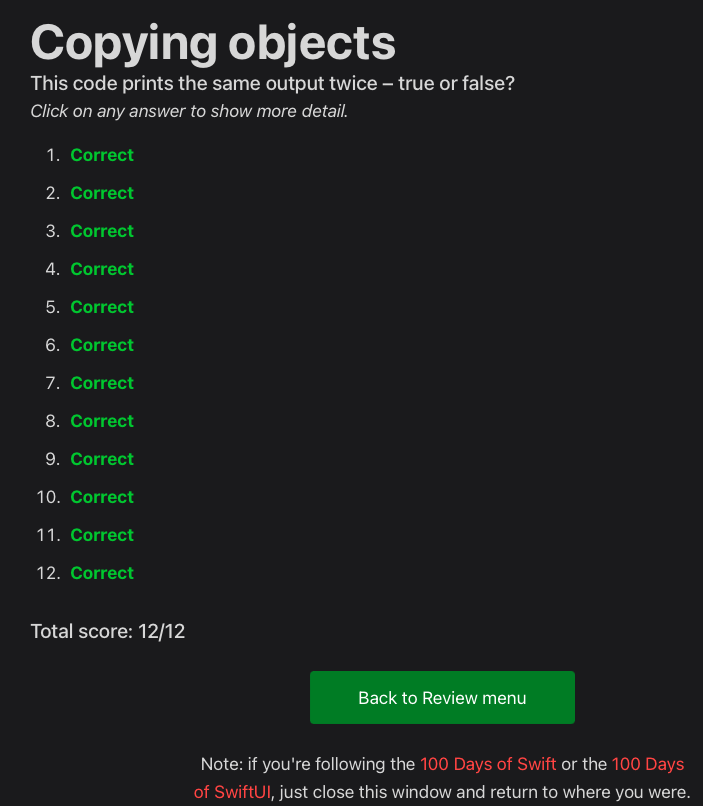 Copying objects
This code prints the same output twice – true or false?
Click on any answer to show more detail.
1. Correct
2. Correct
3. Correct
4. Correct
5. Correct
6. Correct
7. Correct
8. Correct
9. Correct
10. Correct
11. Correct
12. Correct
Total score: 12/12
Back to Review menu
Note: if you're following the 100 Days of Swift or the 100 Days
of SwiftUI, just close this window and return to where you were.